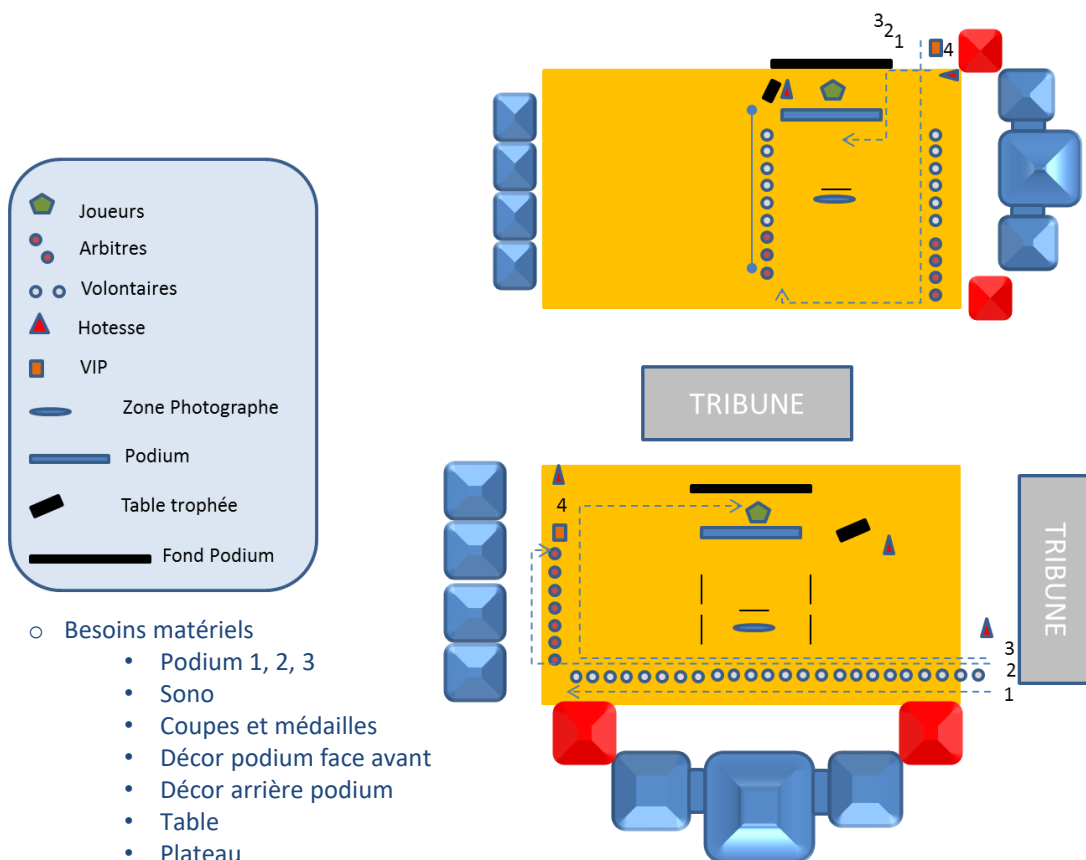 3
2
1
4
Joueurs
Arbitres
Volontaires
Hotesse
VIP
Zone Photographe
Podium
Table trophée
Fond Podium
TRIBUNE
4
TRIBUNE
3
2
1
o Besoins matériels
• Podium 1, 2, 3
• Sono
• Coupes et médailles
• Décor podium face avant
• Décor arrière podium
• Table
• Plateau